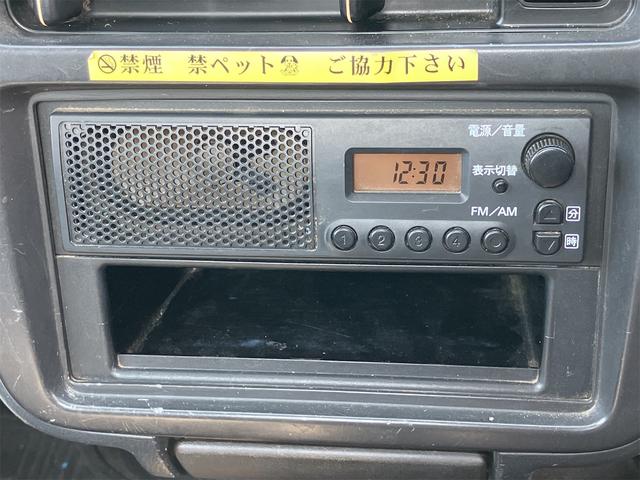 禁煙 禁ペット ご協力下さい
電源/音量
12:30
表示切替
FM/AM
分
1 2 3 4
時